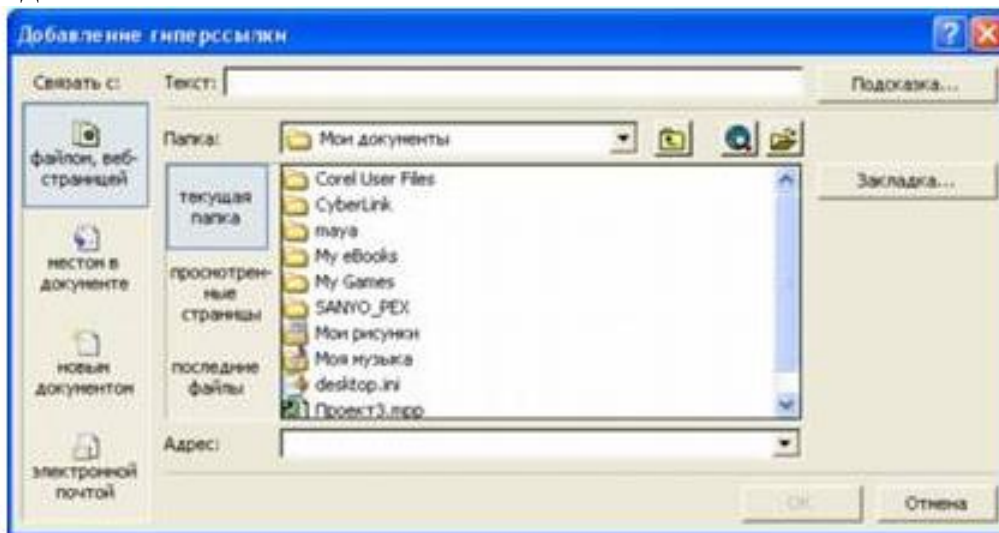 Добавление гиперссылки
Связать с:
Текст:
Подсказка...
файлом, веб-
страницей
Папка:
Мои документы
Закладка...
текущая
папка
просмотрен-
ные
страницы
последние
файлы
Corel User Files
CyberLink
maya
My eBooks
My Games
SANYO_PEX
Мои рисунки
Моя музыка
desktop.ini
Проект3.mpp
местом в
документе
новым
документом
электронной
почтой
Адрес:
OK
Отмена